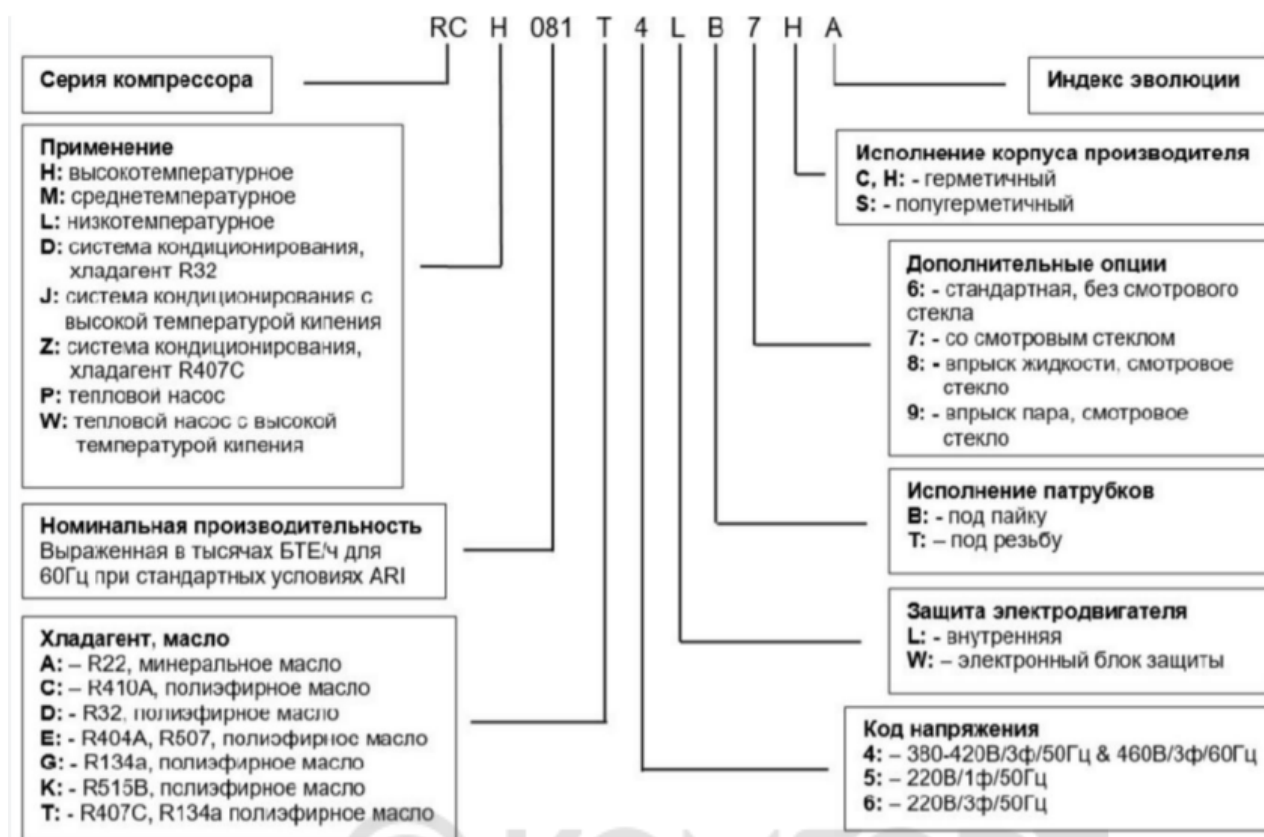 RC H 081 T 4 L B 7 H A
Серия компрессора
Применение
H: высокотемпературное
M: среднетемпературное
L: низкотемпературное
D: система кондиционирования,
хладагент R32
J: система кондиционирования с
высокой температурой кипения
Z: система кондиционирования,
хладагент R407C
P: тепловой насос
W: тепловой насос с высокой
температурой кипения
Номинальная производительность
Выраженная в тысячах БТЕ/ч для
60Гц при стандартных условиях ARI
Хладагент, масло
A: – R22, минеральное масло
C: – R410A, полиэфирное масло
D: - R32, полиэфирное масло
E: - R404A, R507, полиэфирное масло
G: - R134a, полиэфирное масло
K: - R515B, полиэфирное масло
T: - R407C, R134a полиэфирное масло
Индекс эволюции
Исполнение корпуса производителя
C, H: - герметичный
S: - полугерметичный
Дополнительные опции
6: - стандартная, без смотрового
стекла
7: - со смотровым стеклом
8: - впрыск жидкости, смотровое
стекло
9: - впрыск пара, смотровое
стекло
Исполнение патрубков
B: - под пайку
T: – под резьбу
Защита электродвигателя
L: - внутренняя
W: – электронный блок защиты
Код напряжения
4: – 380-420В/3ф/50Гц & 460В/3ф/60Гц
5: – 220В/1ф/50Гц
6: – 220В/3ф/50Гц